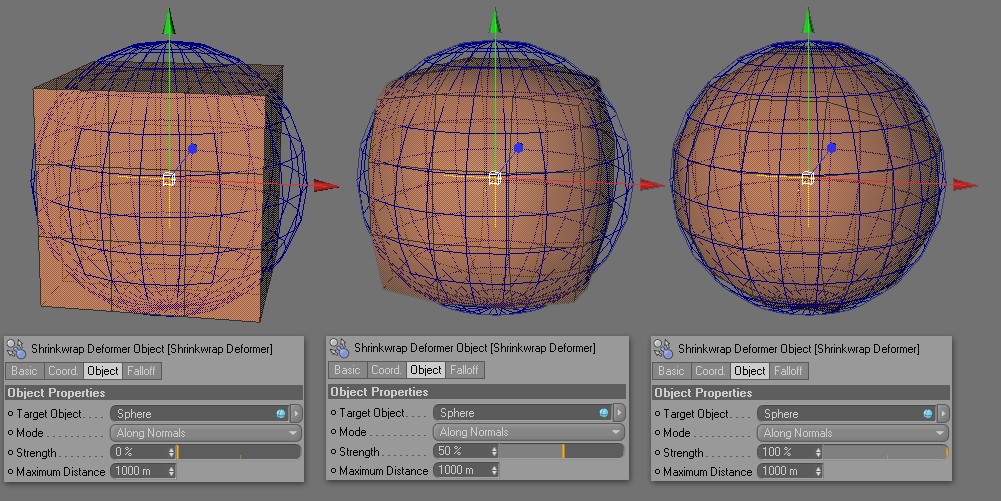 Shrinkwrap Deformer Object [Shrinkwrap Deformer]
Basic Coord. Object Falloff
Object Properties
Target Object Sphere
Mode Along Normals
Strength 0 %
Maximum Distance 1000 m
Shrinkwrap Deformer Object [Shrinkwrap Deformer]
Basic Coord. Object Falloff
Object Properties
Target Object Sphere
Mode Along Normals
Strength 50 %
Maximum Distance 1000 m
Shrinkwrap Deformer Object [Shrinkwrap Deformer]
Basic Coord. Object Falloff
Object Properties
Target Object Sphere
Mode Along Normals
Strength 100 %
Maximum Distance 1000 m